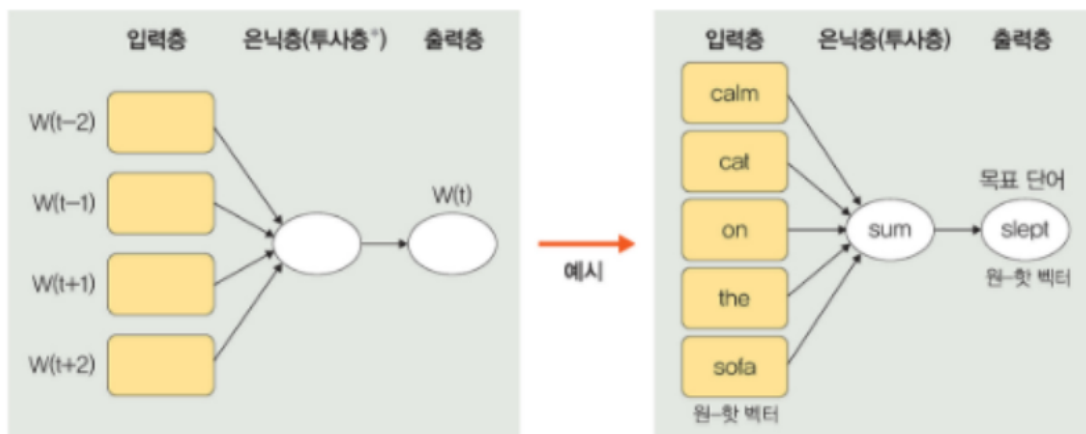 입력층 은닉층(투사층*) 출력층
W(t-2)
W(t-1)
W(t+1)
W(t+2)
W(t)
예시
입력층 은닉층(투사층) 출력층
calm
cat
on
the
sofa
원-핫 벡터
sum
목표 단어
slept
원-핫 벡터